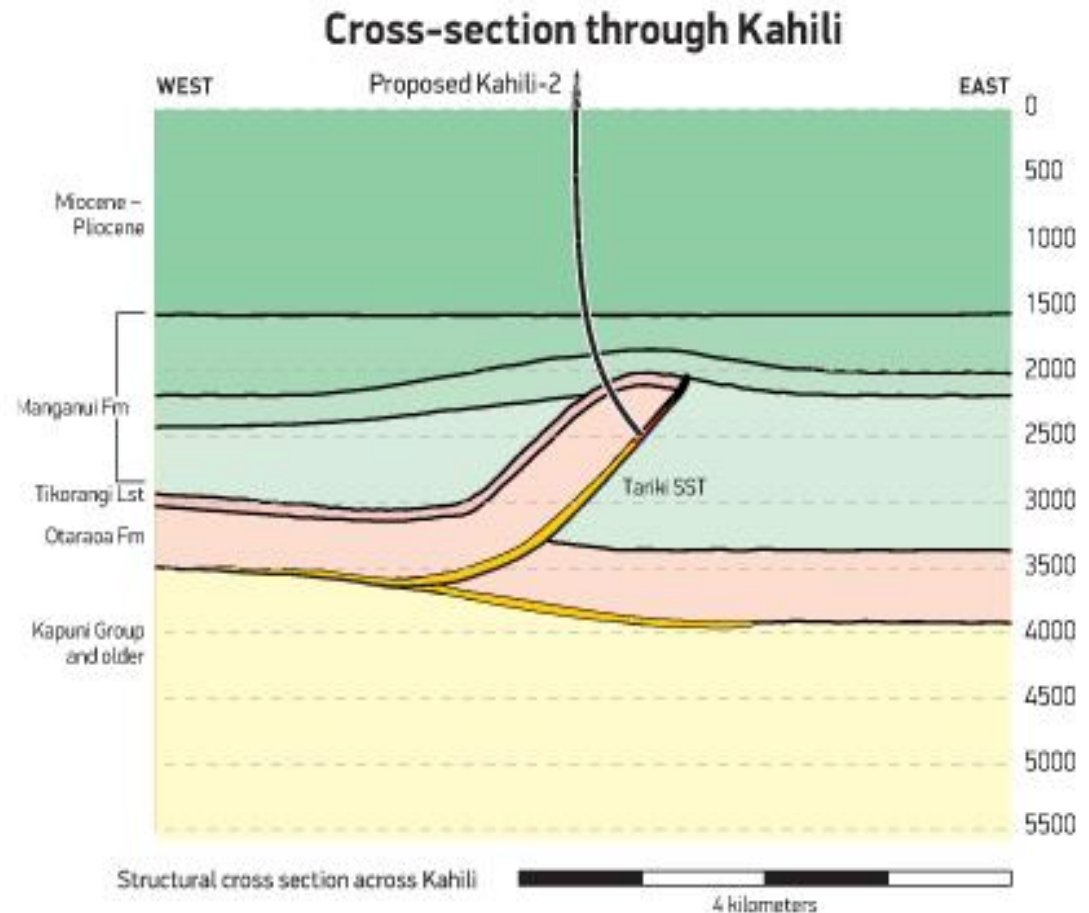 Cross-section through Kahili
WEST
Proposed Kahili-2
EAST
0
500
1000
1500
2000
2500
3000
3500
4000
4500
5000
5500
Miocene –
Pliocene
Manganui Fm
Tikorangi Lst
Otaraoa Fm
Kapuni Group
and older
Tariki SST
Structural cross section across Kahili
4 kilometers